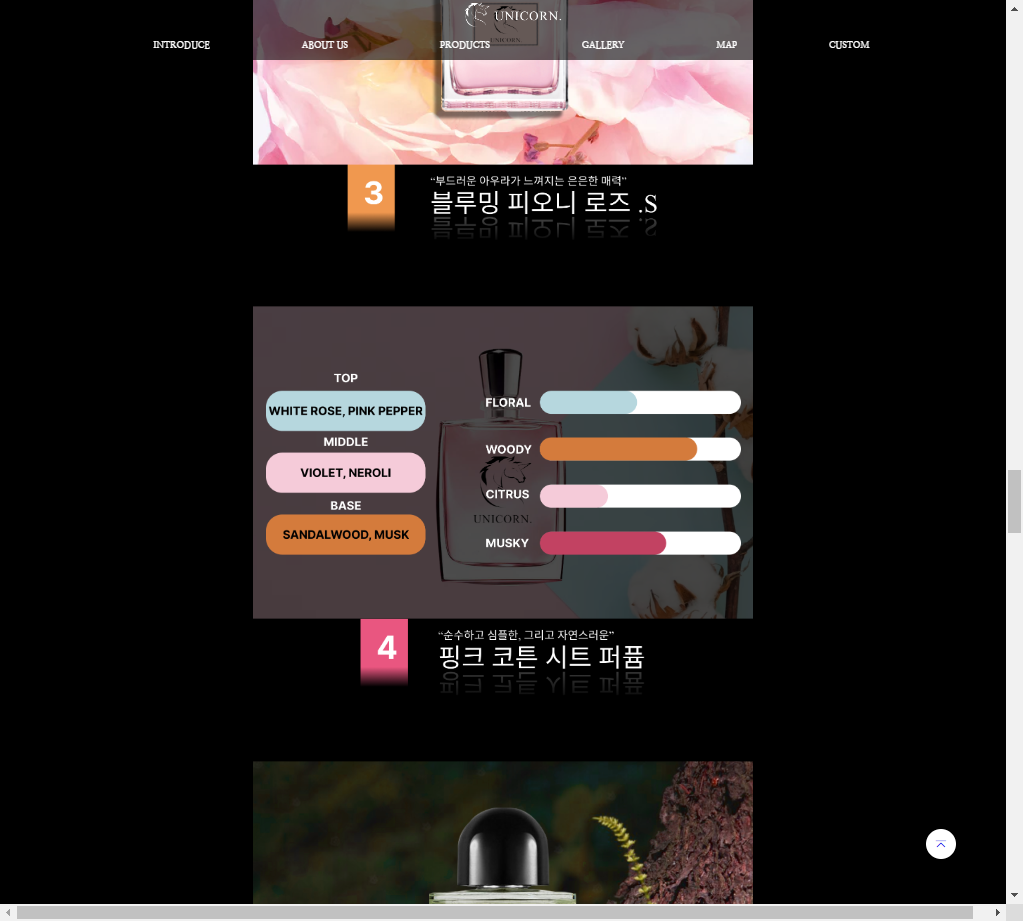 UNICORN.
INTRODUCE
ABOUT US
PRODUCTS
GALLERY
MAP
CUSTOM
UNICORN
3
“부드러운 아우라가 느껴지는 은은한 매력”
블루밍 피오니 로즈 .S
TOP
WHITE ROSE, PINK PEPPER
MIDDLE
VIOLET, NEROLI
BASE
SANDALWOOD, MUSK
FLORAL
WOODY
CITRUS
MUSKY
UNICORN.
4
“순수하고 심플한, 그리고 자연스러운”
핑크 코튼 시트 퍼퓸